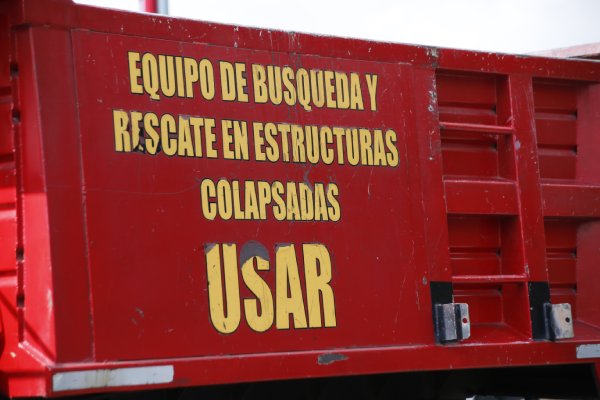 EQUIPO DE BUSQUEDA Y
RESCATE EN ESTRUCTURAS
COLAPSADAS
USAR